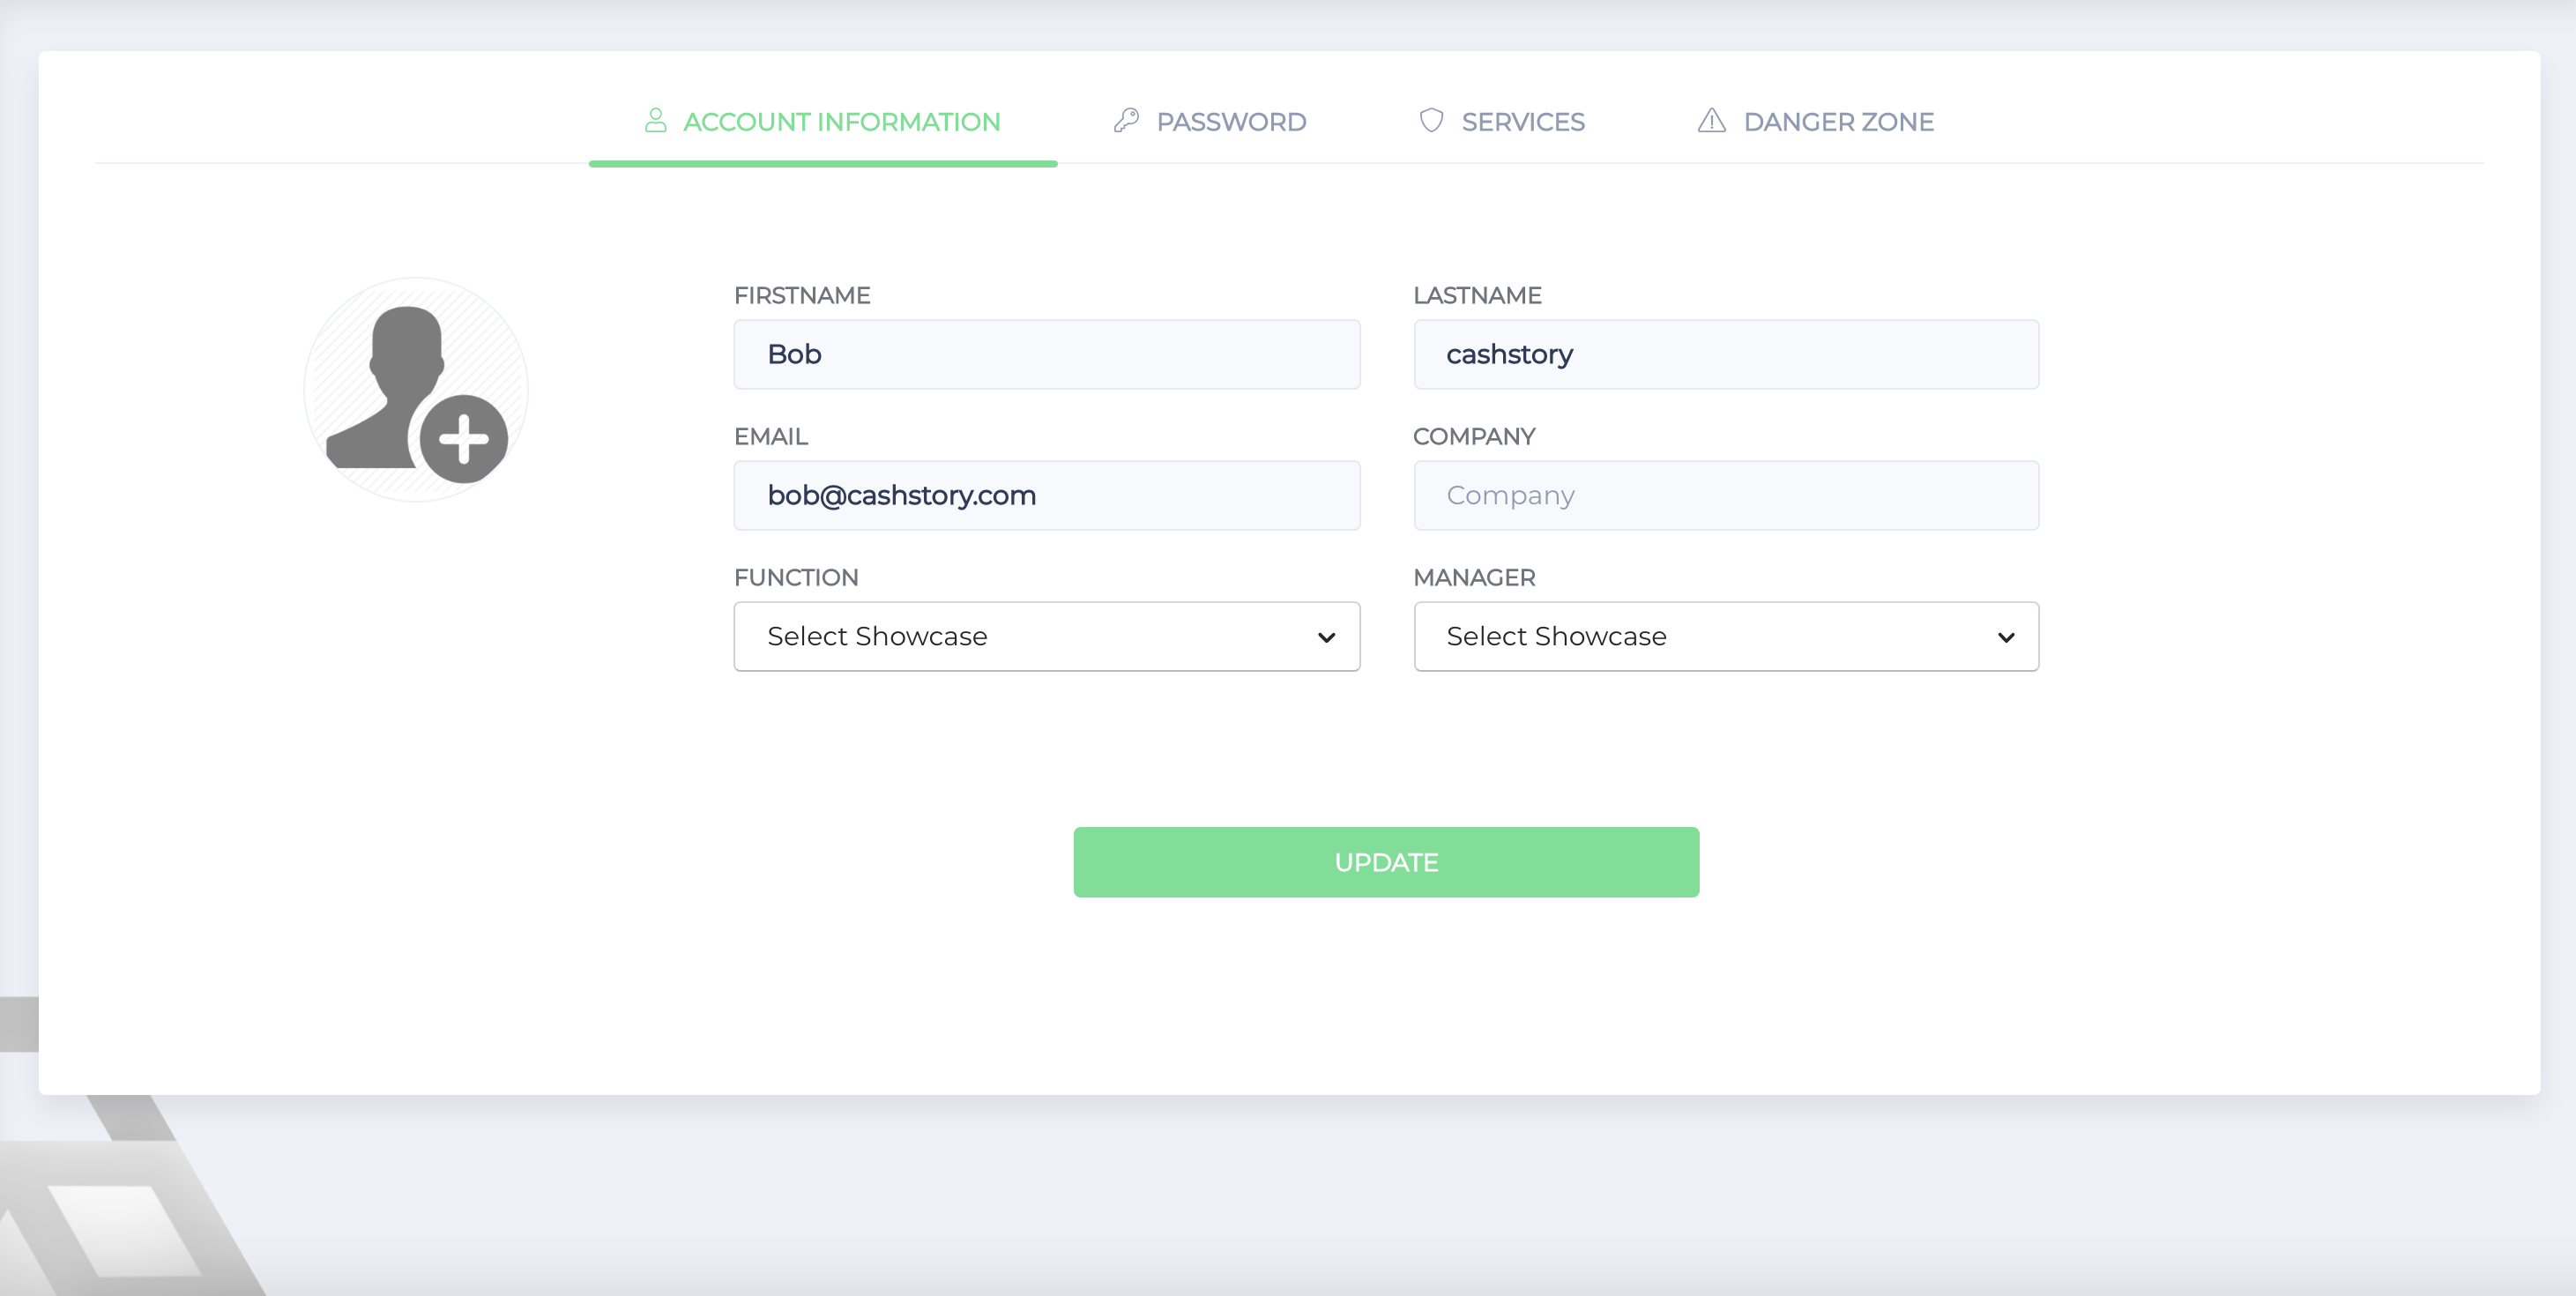 ACCOUNT INFORMATION
PASSWORD
SERVICES
DANGER ZONE
FIRSTNAME
LASTNAME
Bob
cashstory
EMAIL
COMPANY
bob@cashstory.com
Company
FUNCTION
MANAGER
Select Showcase
Select Showcase
UPDATE